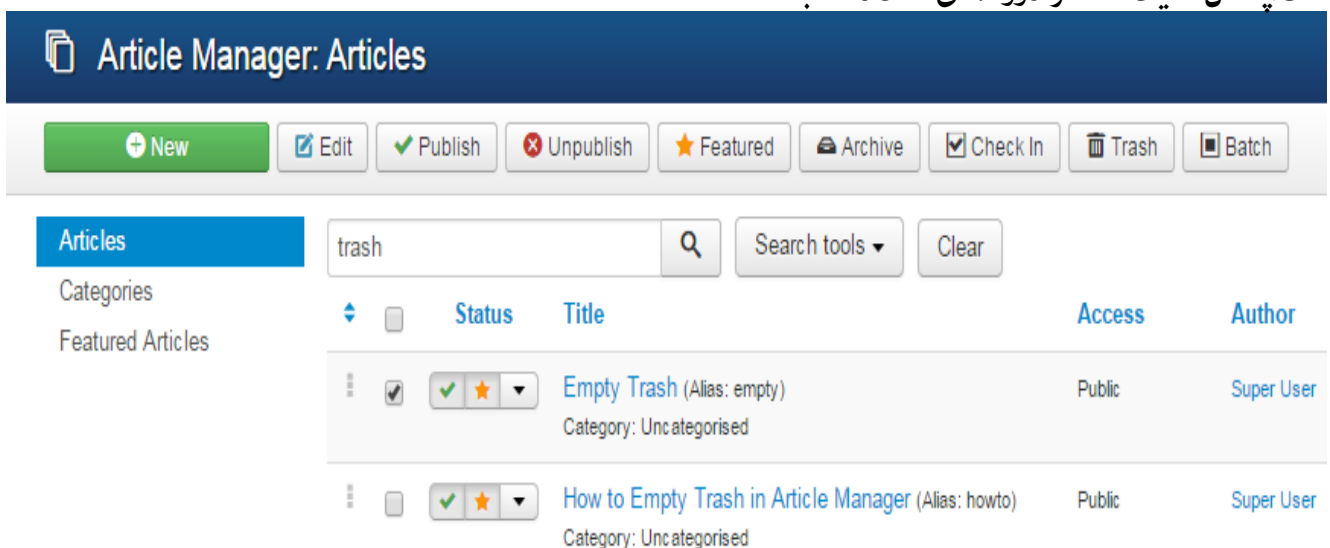 Article Manager: Articles
New Edit Publish Unpublish Featured Archive Check In Trash Batch
Articles
Categories
Featured Articles
trash Search tools Clear
Status Title Access Author
Empty Trash (Alias: empty) Public Super User
Category: Uncategorised
How to Empty Trash in Article Manager (Alias: howto) Public Super User
Category: Uncategorised